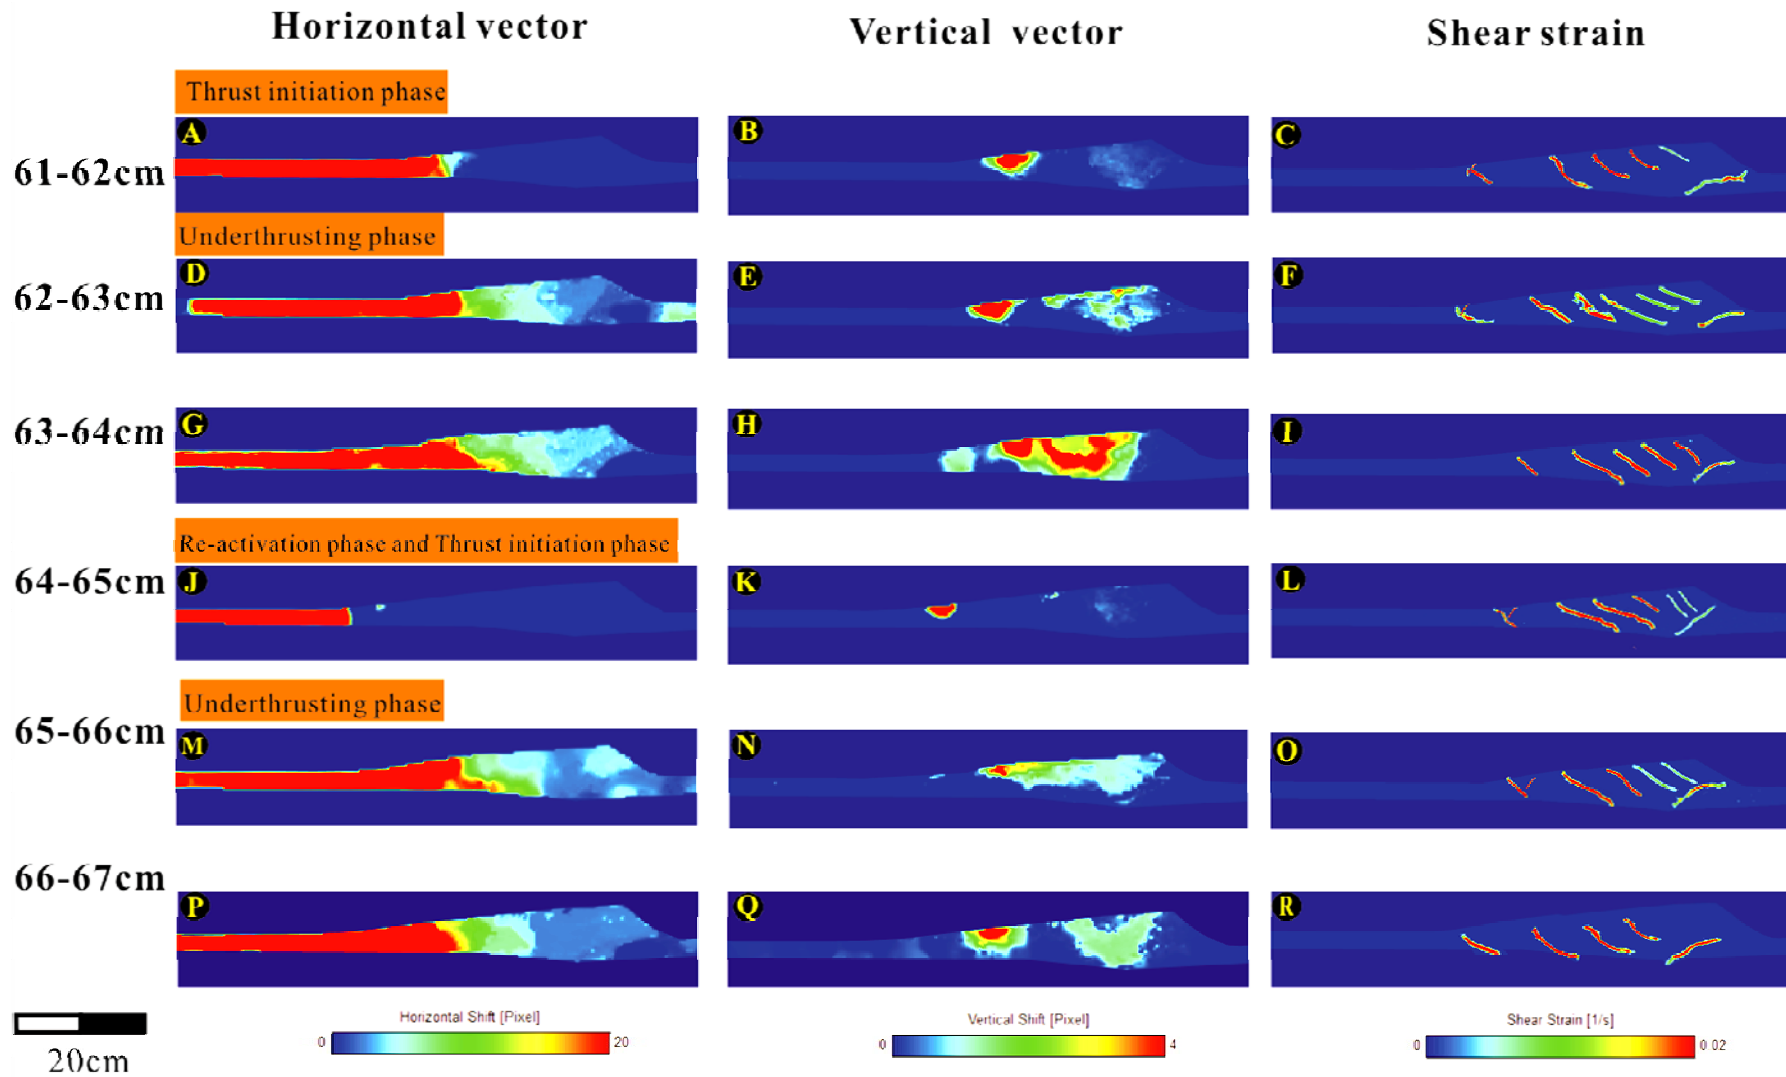 Horizontal vector
Vertical vector
Shear strain
Thrust initiation phase
61-62cm
A
B
C
Underthrusting phase
62-63cm
D
E
F
63-64cm
G
H
I
Re-activation phase and Thrust initiation phase
64-65cm
J
K
L
Underthrusting phase
65-66cm
M
N
O
66-67cm
P
Q
R
20cm
Horizontal Shift [Pixel]
0
20
Vertical Shift [Pixel]
0
4
Shear Strain [1/s]
0
0.02